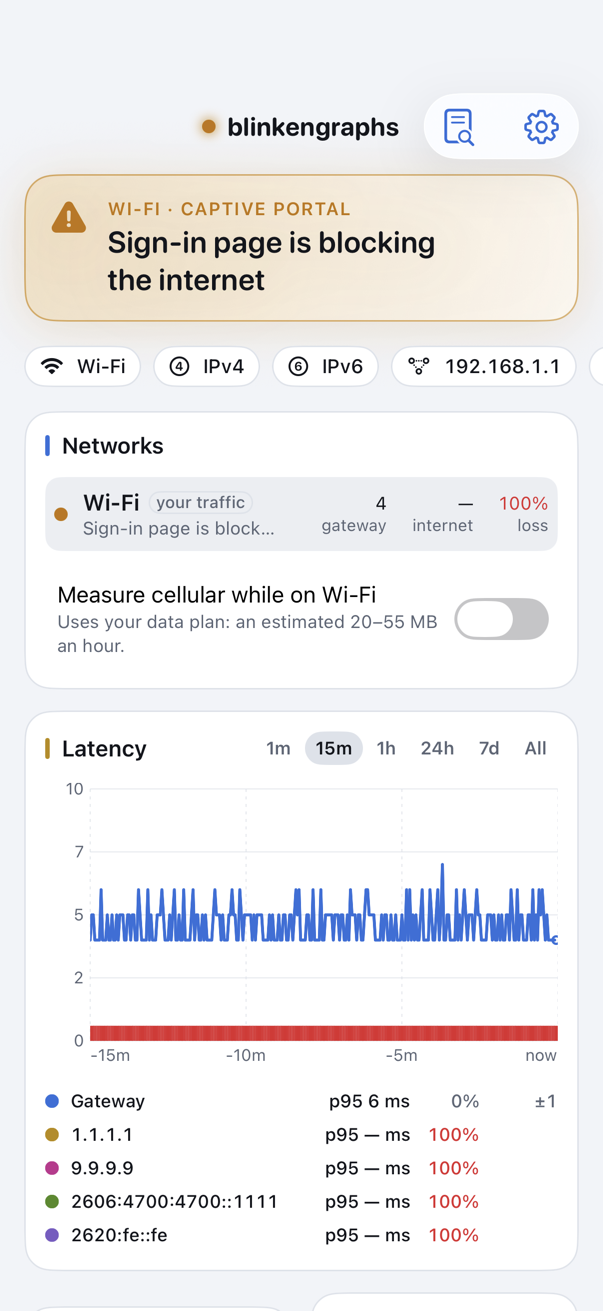 blinkengraphs
WI-FI · CAPTIVE PORTAL
Sign-in page is blocking
the internet
Wi-Fi
4 IPv4
6 IPv6
192.168.1.1
Networks
Wi-Fi your traffic 4 — 100%
Sign-in page is block... gateway internet loss
Measure cellular while on Wi-Fi
Uses your data plan: an estimated 20–55 MB
an hour.
Latency 1m 15m 1h 24h 7d All
10
7
5
2
0
-15m -10m -5m now
Gateway p95 6 ms 0% ±1
1.1.1.1 p95 — ms 100%
9.9.9.9 p95 — ms 100%
2606:4700:4700::1111 p95 — ms 100%
2620:fe::fe p95 — ms 100%